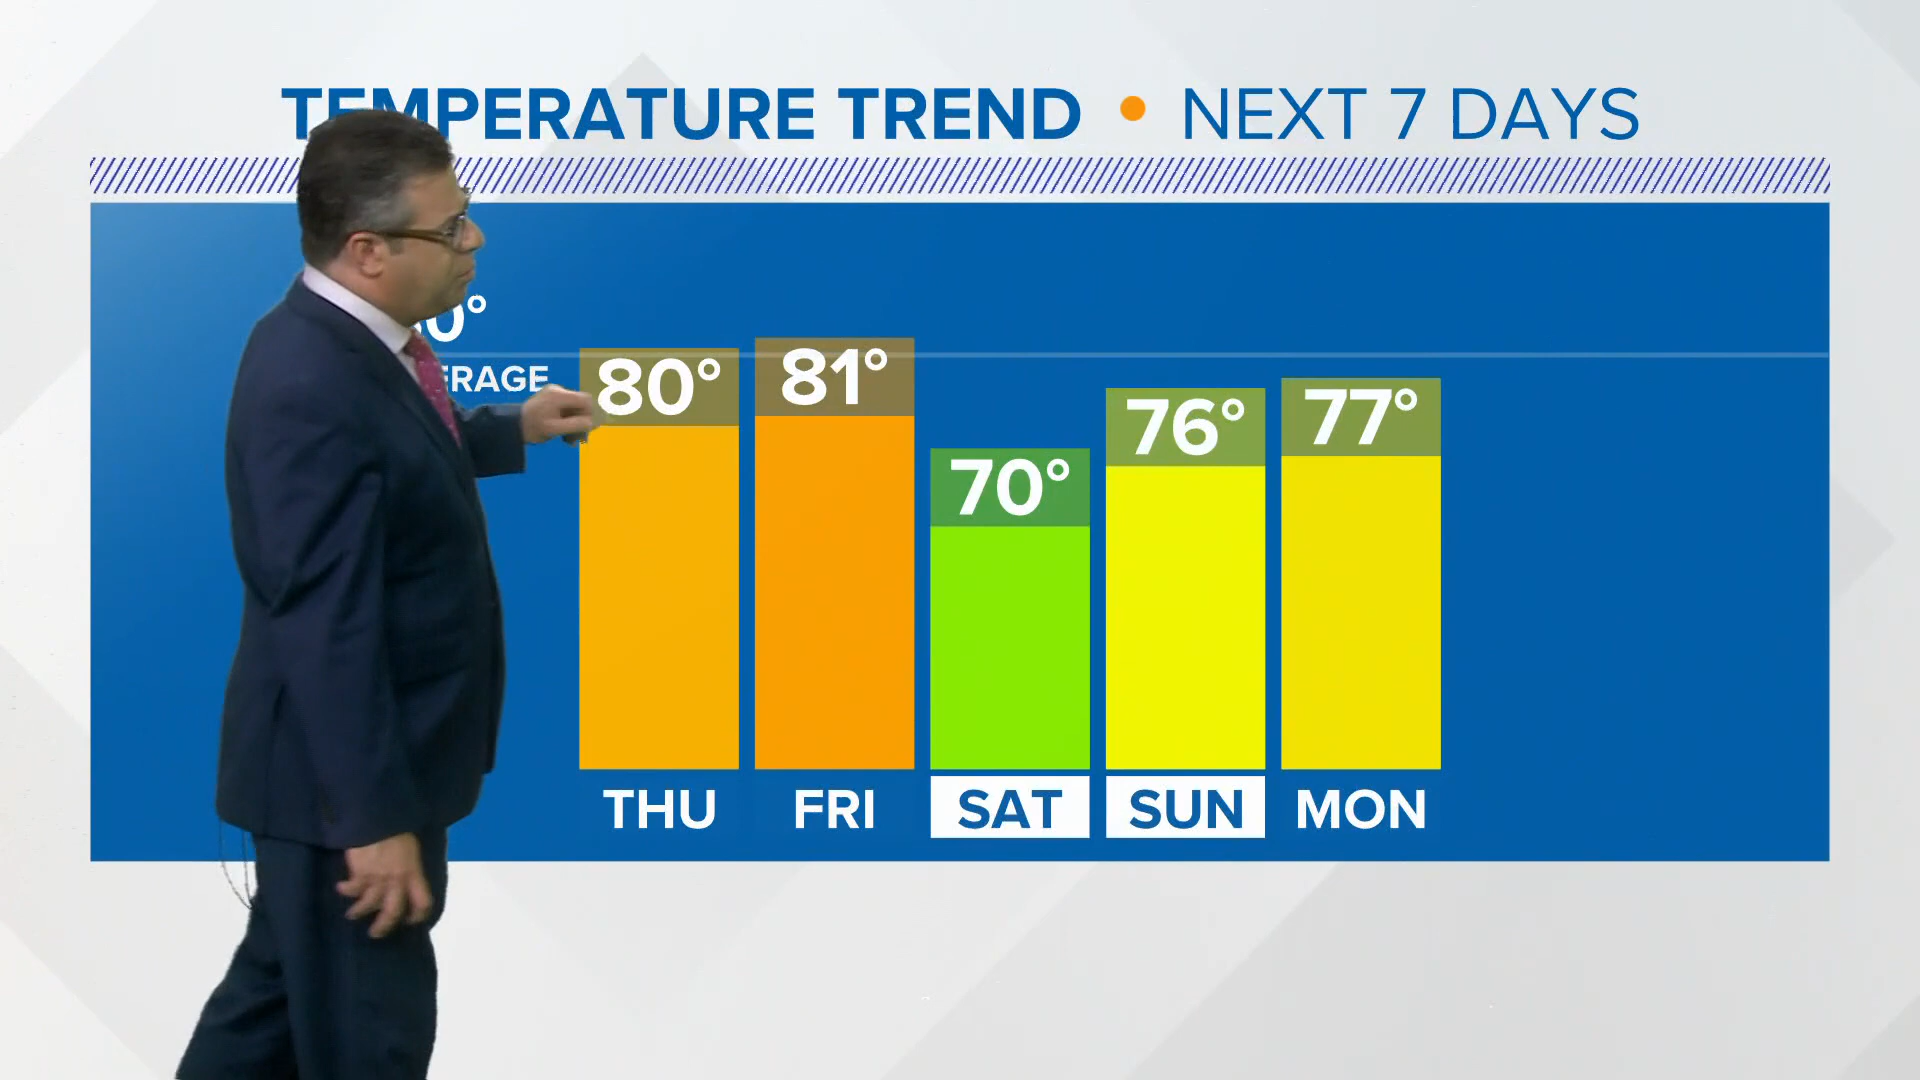 TEMPERATURE TREND • NEXT 7 DAYS
80° 81° 70° 76° 77°
THU FRI SAT SUN MON